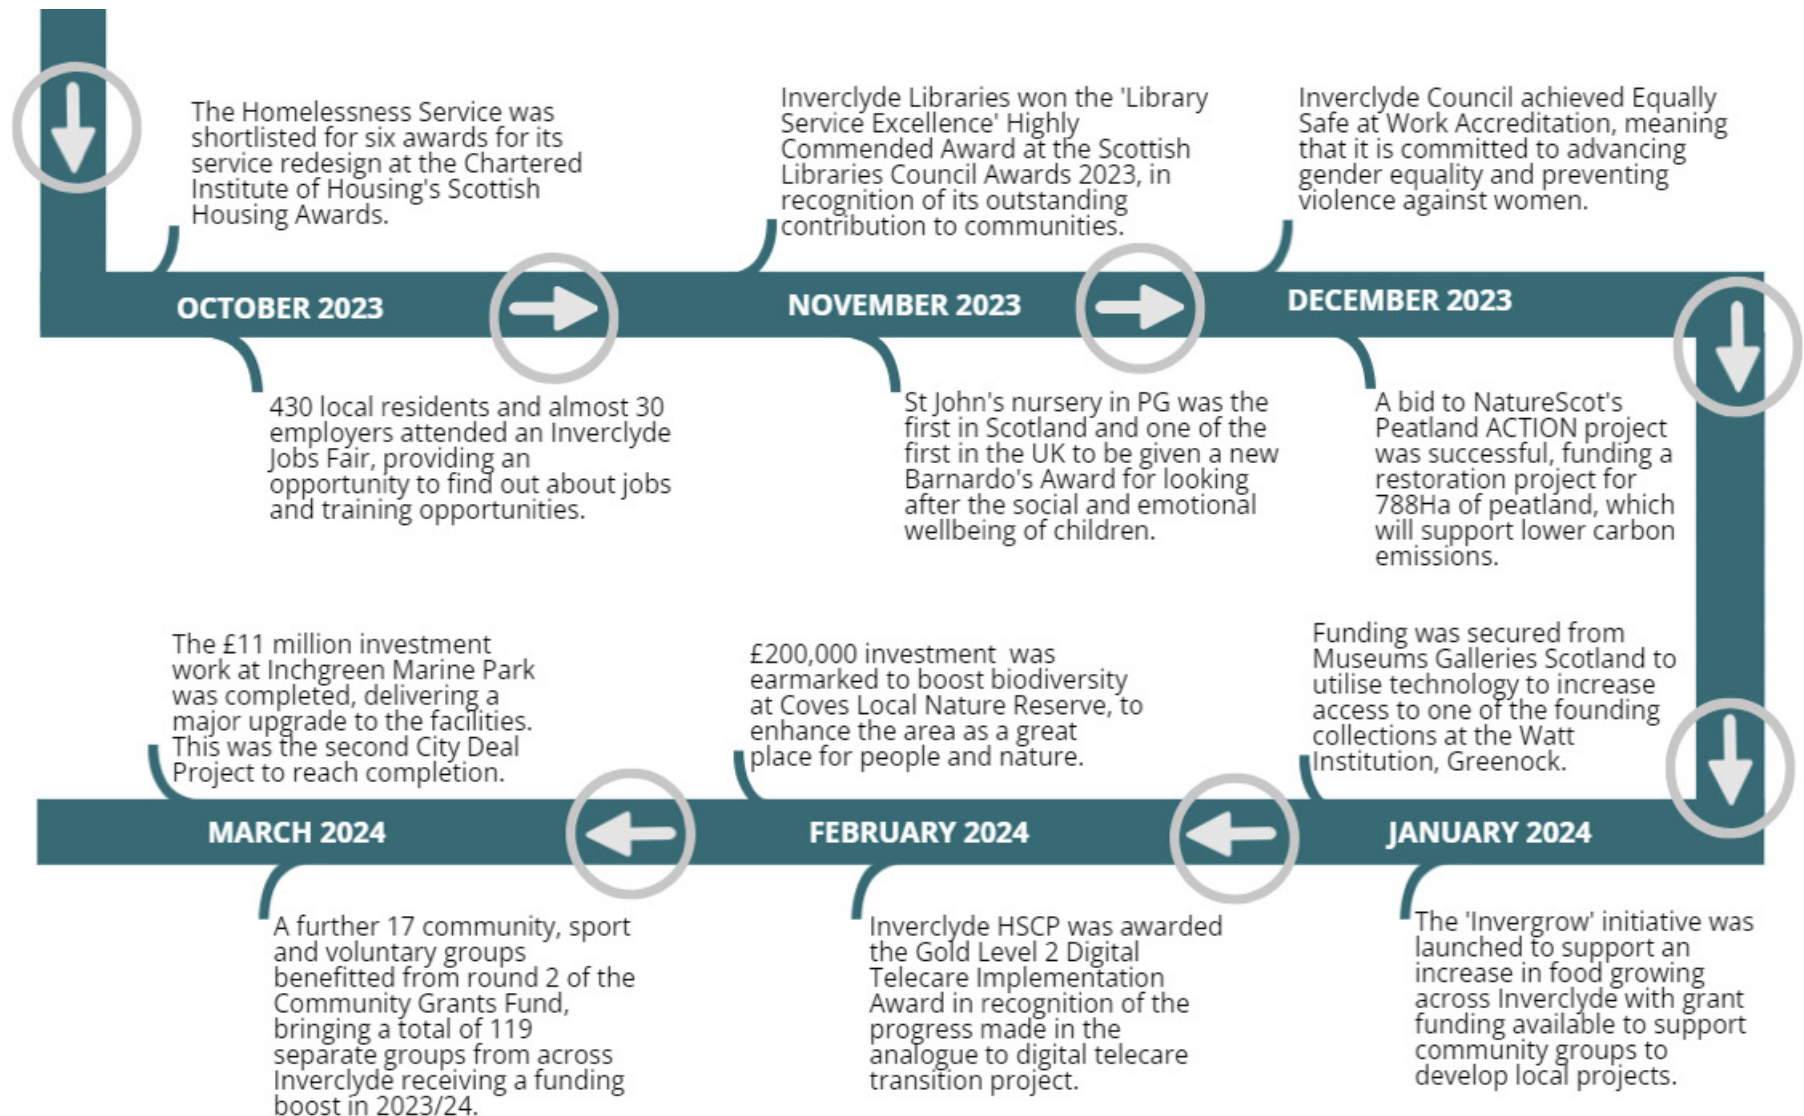 The Homelessness Service was
shortlisted for six awards for its
service redesign at the Chartered
Institute of Housing's Scottish
Housing Awards.
Inverclyde Libraries won the 'Library
Service Excellence' Highly
Commended Award at the Scottish
Libraries Council Awards 2023, in
recognition of its outstanding
contribution to communities.
Inverclyde Council achieved Equally
Safe at Work Accreditation, meaning
that it is committed to advancing
gender equality and preventing
violence against women.
OCTOBER 2023
NOVEMBER 2023
DECEMBER 2023
430 local residents and almost 30
employers attended an Inverclyde
Jobs Fair, providing an
opportunity to find out about jobs
and training opportunities.
St John's nursery in PG was the
first in Scotland and one of the
first in the UK to be given a new
Barnardo's Award for looking
after the social and emotional
wellbeing of children.
A bid to NatureScot's
Peatland ACTION project
was successful, funding a
restoration project for
788Ha of peatland, which
will support lower carbon
emissions.
Funding was secured from
Museums Galleries Scotland to
utilise technology to increase
access to one of the founding
collections at the Watt
Institution, Greenock.
£200,000 investment was
earmarked to boost biodiversity
at Coves Local Nature Reserve, to
enhance the area as a great
place for people and nature.
The £11 million investment
work at Inchgreen Marine Park
was completed, delivering a
major upgrade to the facilities.
This was the second City Deal
Project to reach completion.
JANUARY 2024
FEBRUARY 2024
MARCH 2024
The 'Invergrow' initiative was
launched to support an
increase in food growing
across Inverclyde with grant
funding available to support
community groups to
develop local projects.
Inverclyde HSCP was awarded
the Gold Level 2 Digital
Telecare Implementation
Award in recognition of the
progress made in the
analogue to digital telecare
transition project.
A further 17 community, sport
and voluntary groups
benefitted from round 2 of the
Community Grants Fund,
bringing a total of 119
separate groups from across
Inverclyde receiving a funding
boost in 2023/24.